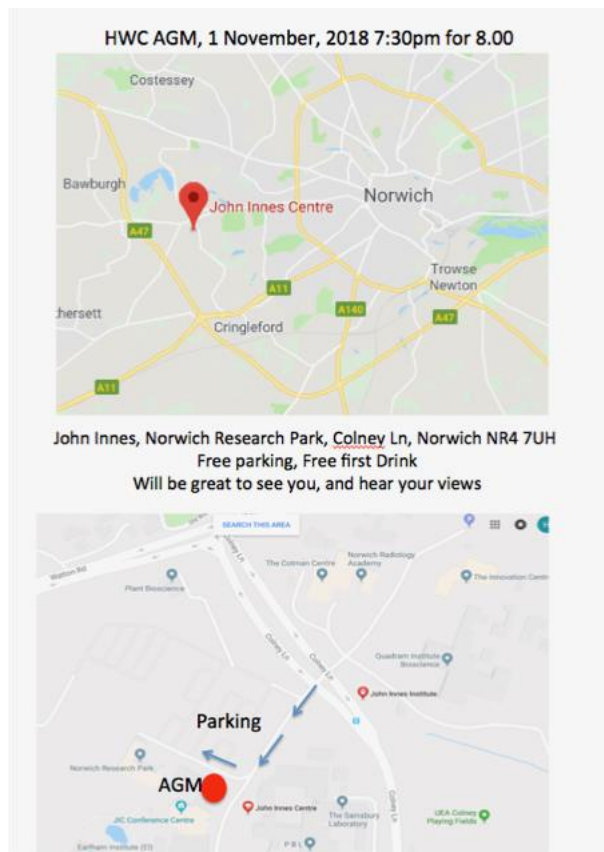 HWC AGM, 1 November, 2018 7:30pm for 8.00
Costessey
Bawburgh
John Innes Centre
Norwich
A47
Trowse
Newton
A11
A140
A47
hersett
Cringleford
A11
John Innes, Norwich Research Park, Colney Ln, Norwich NR4 7UH
Free parking, Free first Drink
Will be great to see you, and hear your views
SEARCH THIS AREA
Colney Ln
Watton Rd
The Cotman Centre
Norwich Radiology
Academy
Plant Bioscience
The Innovation Centr
Colney Ln
Colney Ln
Quadram Institute
Bioscience
John Innes Institute
Parking
Norwich Research Park
AGM
JIC Conference Centre
John Innes Centre
The Sainsbury
Laboratory
Colney Ln
UEA Colney
Playing Fields
PBL
Earlham Institute (EI)